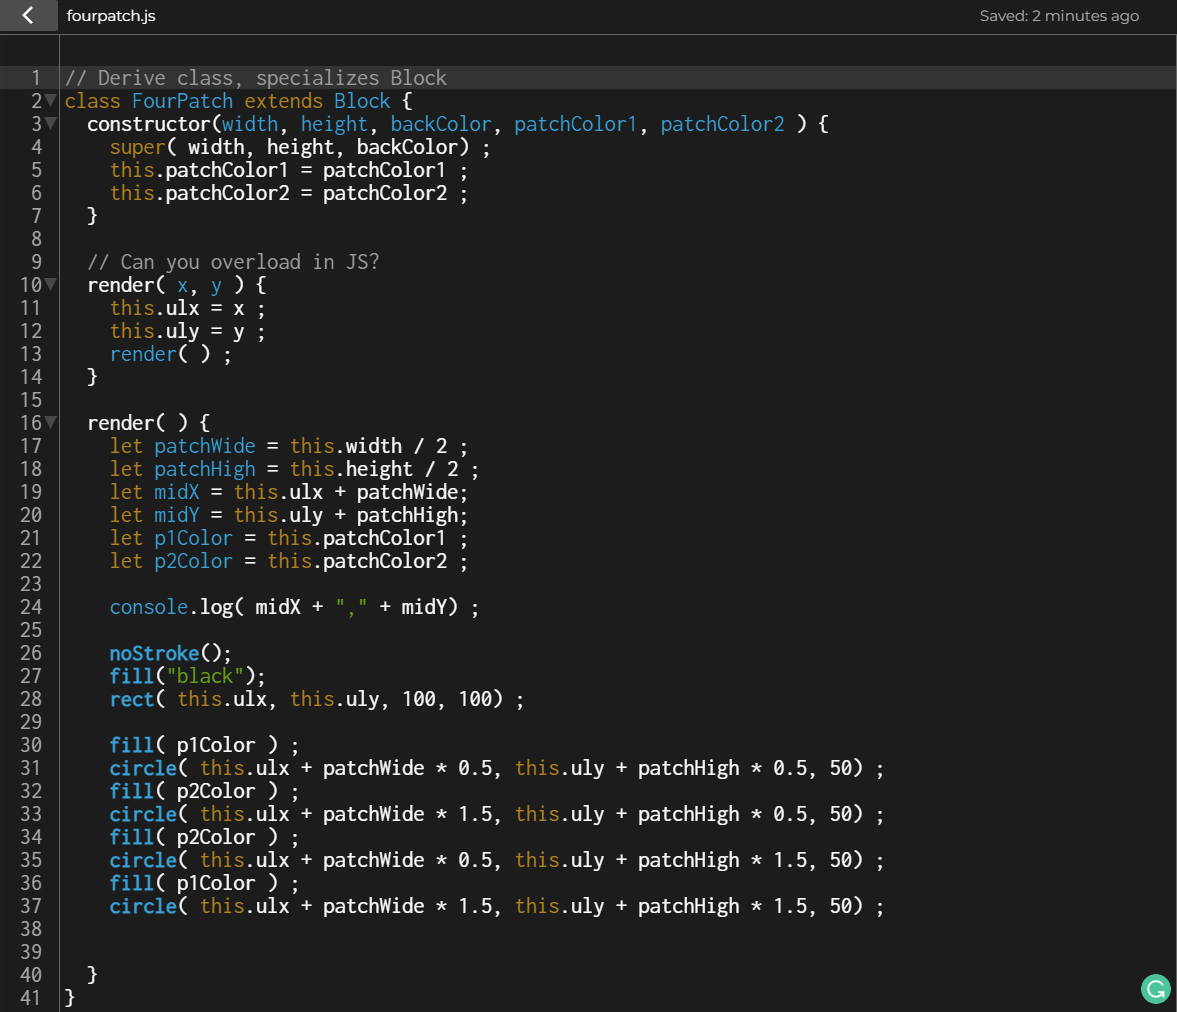 fourpatch.js
Saved: 2 minutes ago
1 // Derive class, specializes Block
2 class FourPatch extends Block {
3 constructor(width, height, backColor, patchColor1, patchColor2 ) {
4 super( width, height, backColor) ;
5 this.patchColor1 = patchColor1 ;
6 this.patchColor2 = patchColor2 ;
7 }
8
9 // Can you overload in JS?
10 render( x, y ) {
11 this.ulx = x ;
12 this.uly = y ;
13 render( ) ;
14 }
15
16 render( ) {
17 let patchWide = this.width / 2 ;
18 let patchHigh = this.height / 2 ;
19 let midX = this.ulx + patchWide;
20 let midY = this.uly + patchHigh;
21 let p1Color = this.patchColor1 ;
22 let p2Color = this.patchColor2 ;
23
24 console.log( midX + "," + midY) ;
25
26 noStroke();
27 fill("black");
28 rect( this.ulx, this.uly, 100, 100) ;
29
30 fill( p1Color ) ;
31 circle( this.ulx + patchWide * 0.5, this.uly + patchHigh * 0.5, 50) ;
32 fill( p2Color ) ;
33 circle( this.ulx + patchWide * 1.5, this.uly + patchHigh * 0.5, 50) ;
34 fill( p2Color ) ;
35 circle( this.ulx + patchWide * 0.5, this.uly + patchHigh * 1.5, 50) ;
36 fill( p1Color ) ;
37 circle( this.ulx + patchWide * 1.5, this.uly + patchHigh * 1.5, 50) ;
38
39
40 }
41 }